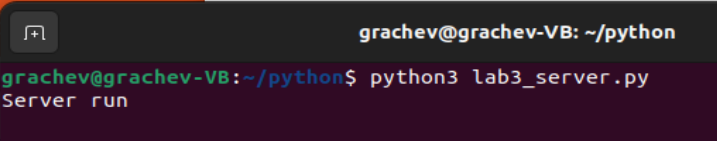 grachev@grachev-VB: ~/python
grachev@grachev-VB:~/python$ python3 lab3_server.py
Server run